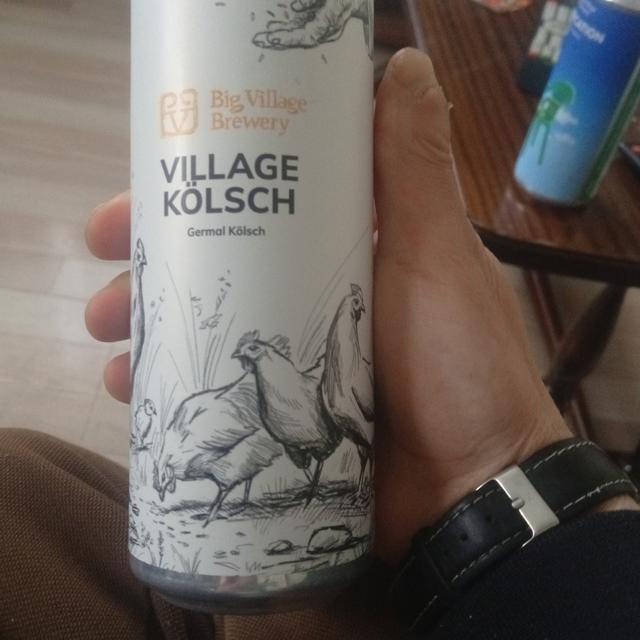 Big Village
Brewery
VILLAGE
KÖLSCH
Germal Kölsch